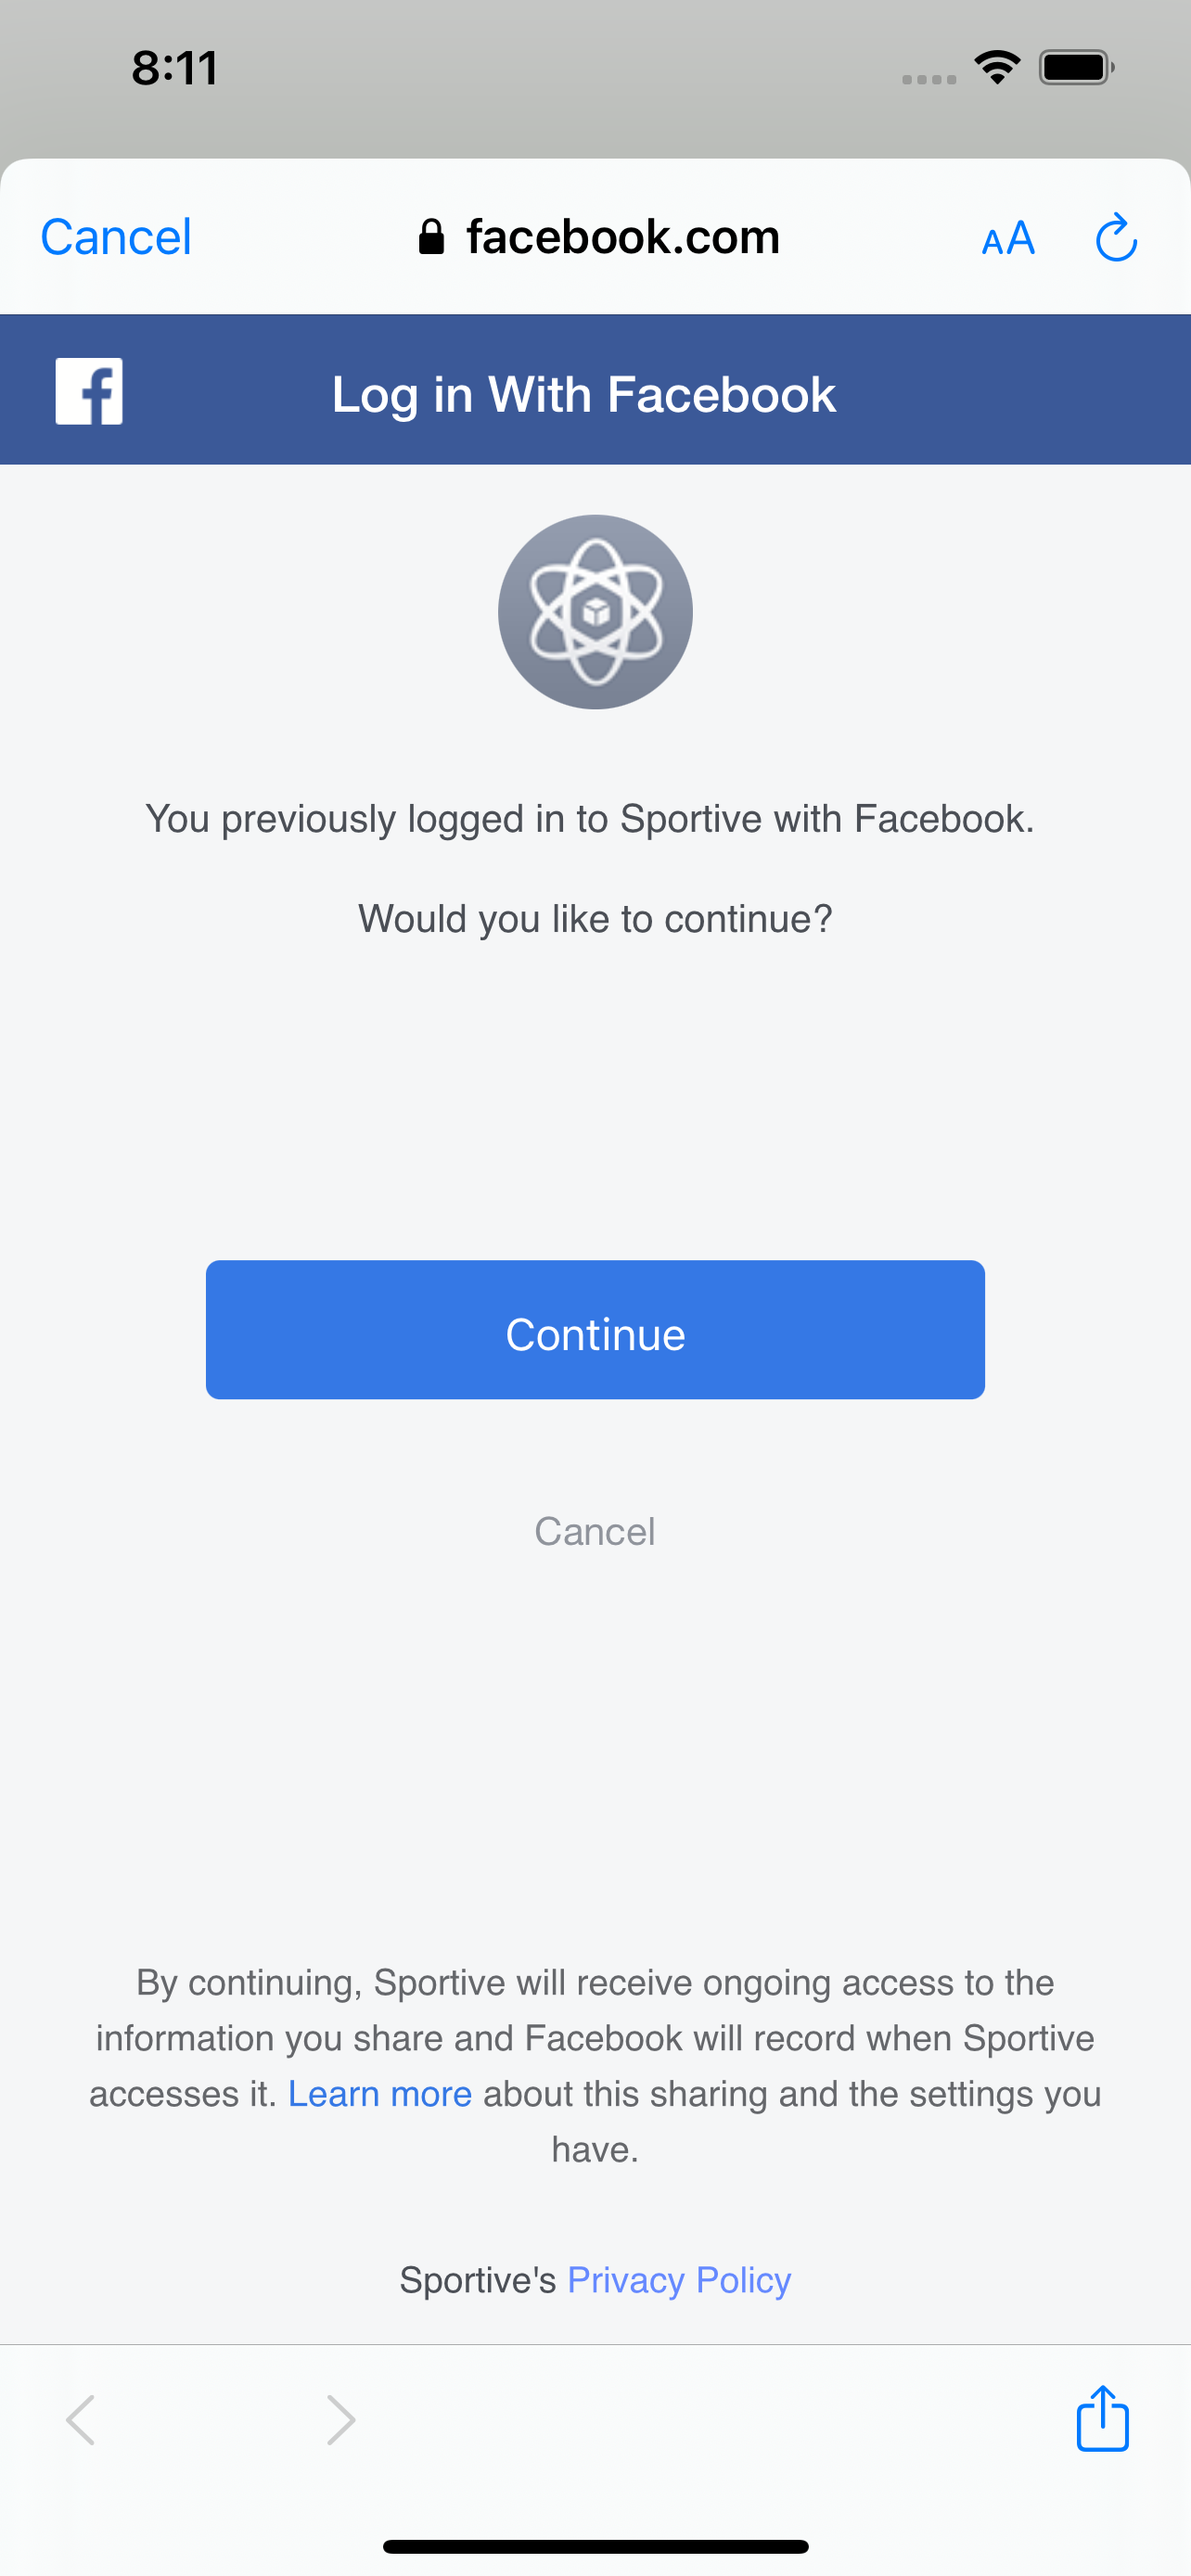 8:11
Cancel
facebook.com
AA
Log in With Facebook
You previously logged in to Sportive with Facebook.
Would you like to continue?
Continue
Cancel
By continuing, Sportive will receive ongoing access to the
information you share and Facebook will record when Sportive
accesses it. Learn more about this sharing and the settings you
have.
Sportive's Privacy Policy